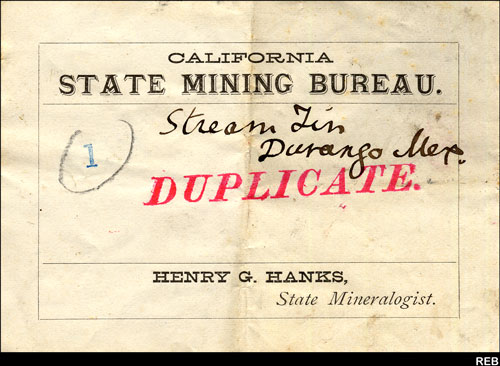 CALIFORNIA
STATE MINING BUREAU.
Stream Tin
Durango Mex.
1
DUPLICATE.
HENRY G. HANKS,
State Mineralogist.
REB